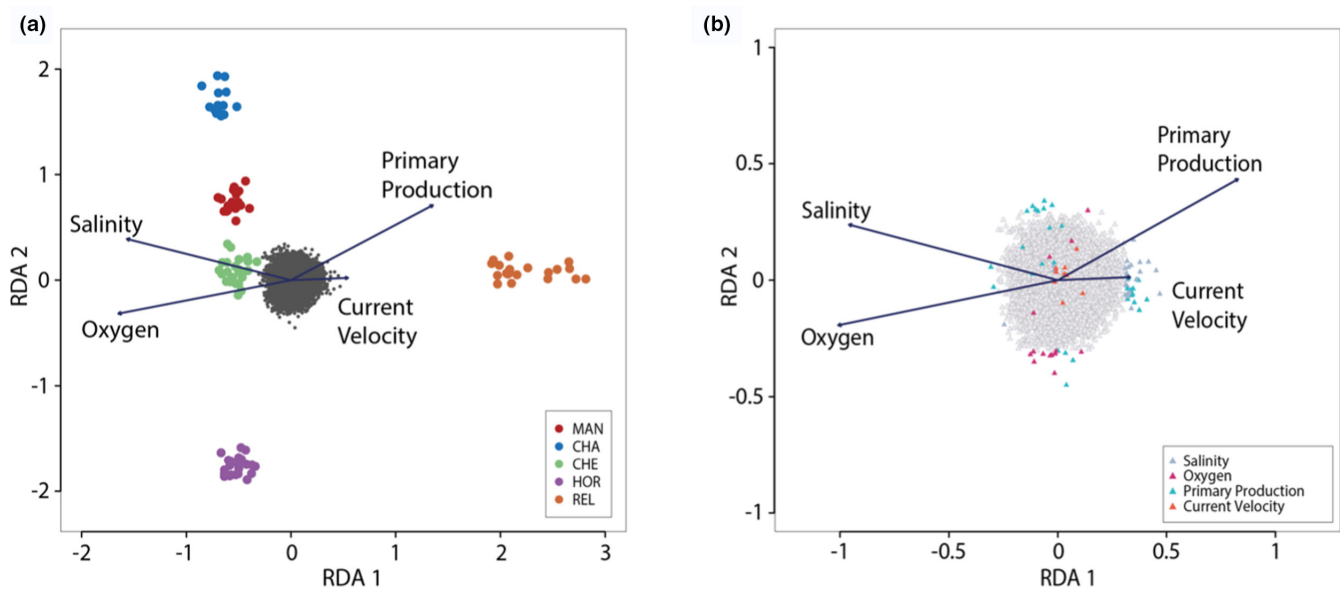 (a)
2
1
0
-1
-2
RDA 2
-2
-1
0
1
2
3
RDA 1
Primary
Production
Salinity
Oxygen
Current
Velocity
MAN
CHA
CHE
HOR
REL
(b)
1
0.5
0
-0.5
-1
RDA 2
-1
-0.5
0
0.5
1
RDA 1
Primary
Production
Salinity
Oxygen
Current
Velocity
Salinity
Oxygen
Primary Production
Current Velocity